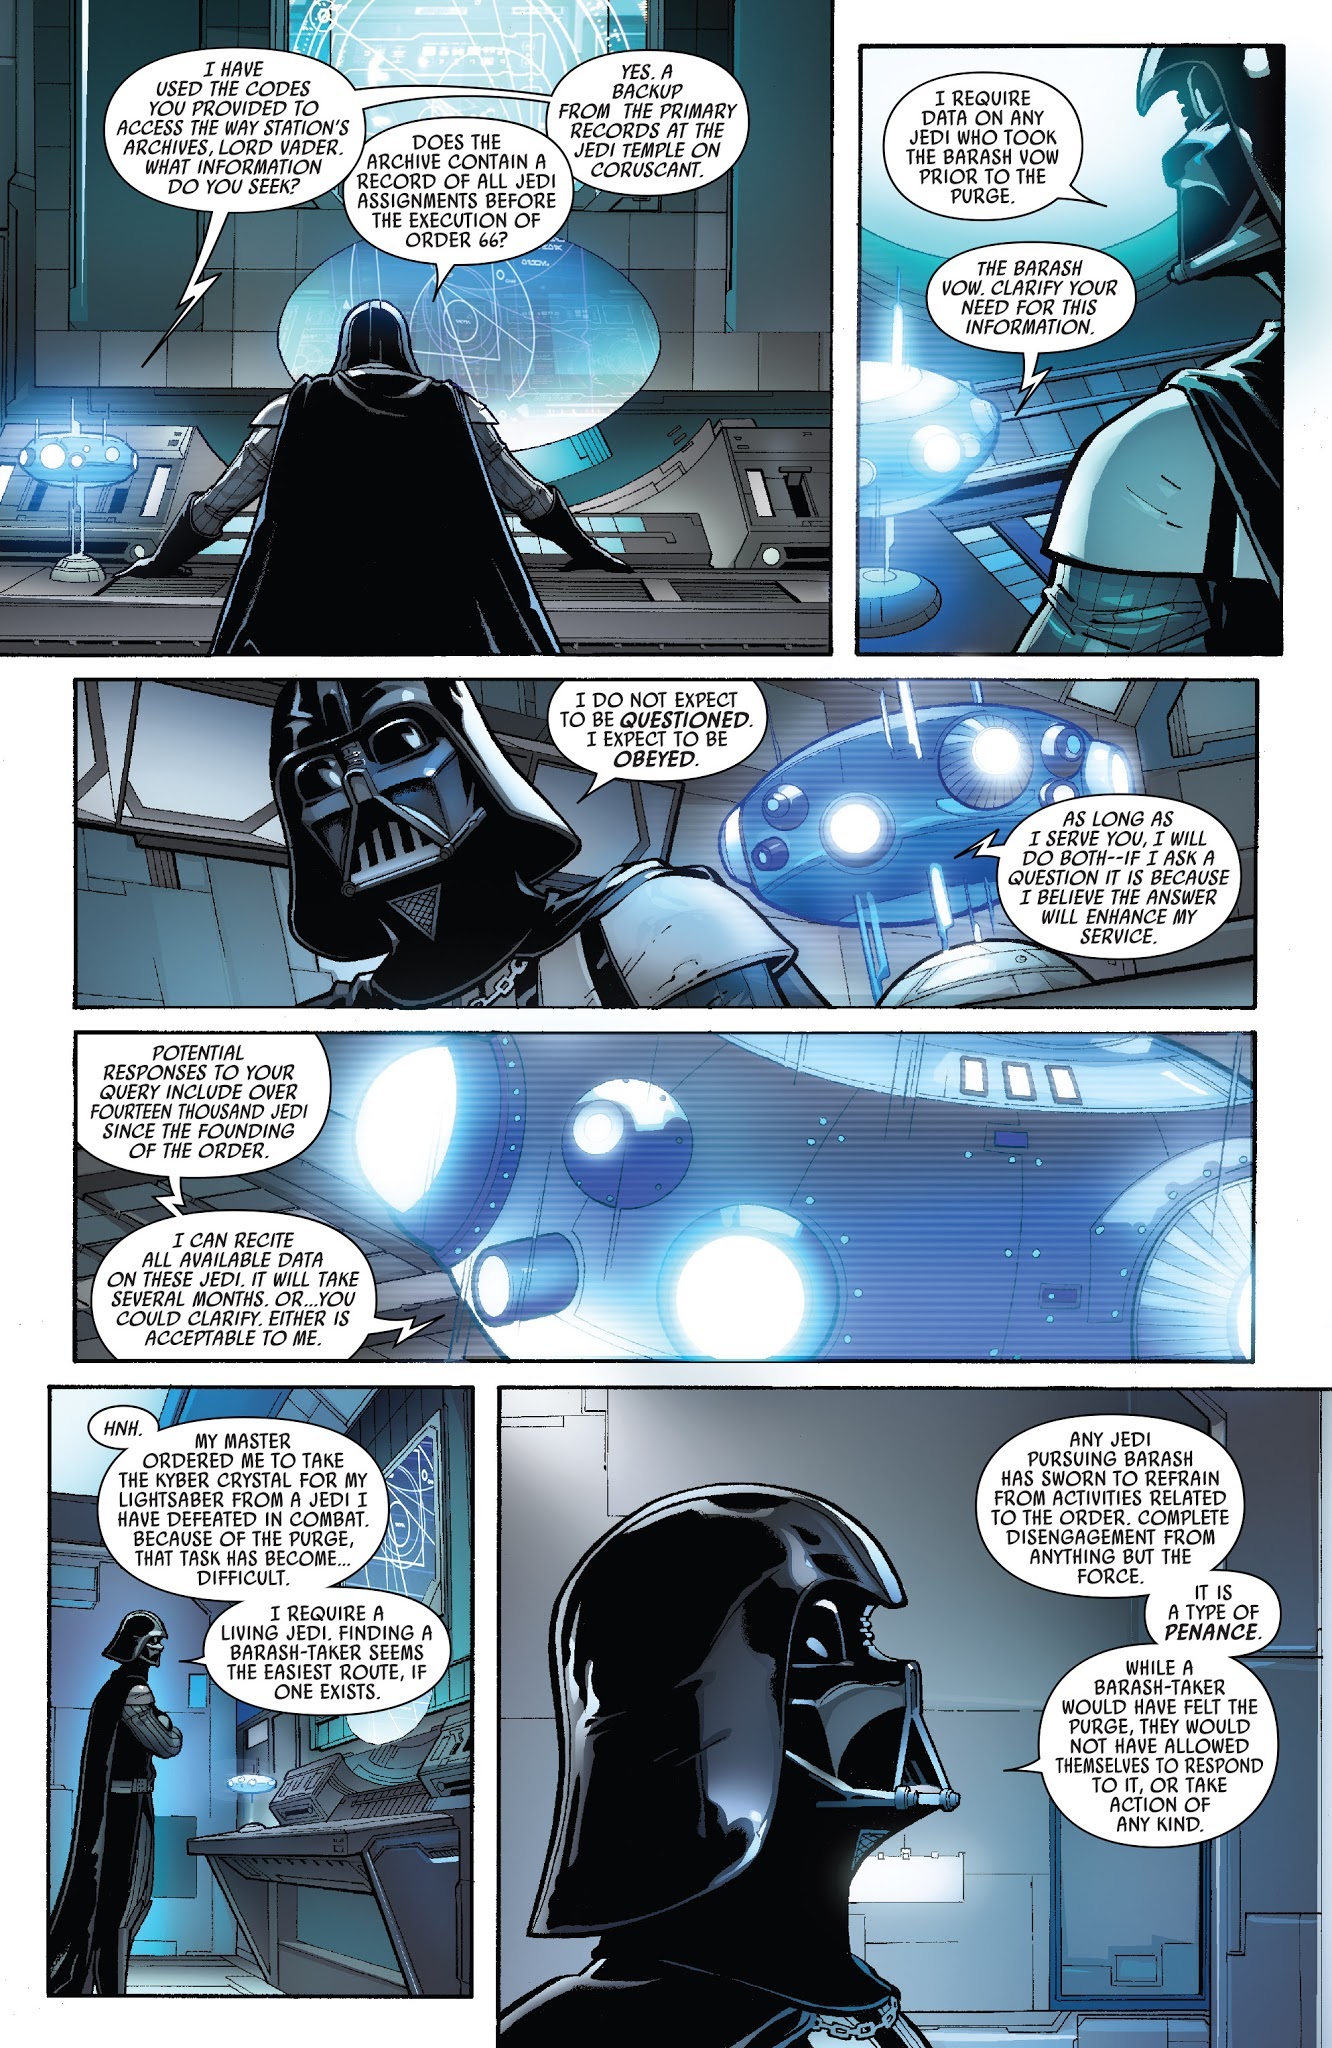 I HAVE
USED THE CODES
YOU PROVIDED TO
ACCESS THE WAY STATION'S
ARCHIVES, LORD VADER.
WHAT INFORMATION
DO YOU SEEK?
DOES THE
ARCHIVE CONTAIN A
RECORD OF ALL JEDI
ASSIGNMENTS BEFORE
THE EXECUTION OF
ORDER 66?
YES. A
BACKUP
FROM THE PRIMARY
RECORDS AT THE
JEDI TEMPLE ON
CORUSCANT.
I REQUIRE
DATA ON ANY
JEDI WHO TOOK
THE BARASH VOW
PRIOR TO THE
PURGE.
THE BARASH
VOW. CLARIFY YOUR
NEED FOR THIS
INFORMATION.
I DO NOT EXPECT
TO BE QUESTIONED.
I EXPECT TO BE
OBEYED.
AS LONG AS
I SERVE YOU, I WILL
DO BOTH--IF I ASK A
QUESTION IT IS BECAUSE
I BELIEVE THE ANSWER
WILL ENHANCE MY
SERVICE.
POTENTIAL
RESPONSES TO YOUR
QUERY INCLUDE OVER
FOURTEEN THOUSAND JEDI
SINCE THE FOUNDING
OF THE ORDER.
I CAN RECITE
ALL AVAILABLE DATA
ON THESE JEDI. IT WILL TAKE
SEVERAL MONTHS. OR...YOU
COULD CLARIFY. EITHER IS
ACCEPTABLE TO ME.
HNH.
MY MASTER
ORDERED ME TO TAKE
THE KYBER CRYSTAL FOR MY
LIGHTSABER FROM A JEDI I
HAVE DEFEATED IN COMBAT.
BECAUSE OF THE PURGE,
THAT TASK HAS BECOME...
DIFFICULT.
I REQUIRE A
LIVING JEDI. FINDING A
BARASH-TAKER SEEMS
THE EASIEST ROUTE, IF
ONE EXISTS.
ANY JEDI
PURSUING BARASH
HAS SWORN TO REFRAIN
FROM ACTIVITIES RELATED
TO THE ORDER. COMPLETE
DISENGAGEMENT FROM
ANYTHING BUT THE
FORCE.
IT IS
A TYPE OF
PENANCE.
WHILE A
BARASH-TAKER
WOULD HAVE FELT THE
PURGE, THEY WOULD
NOT HAVE ALLOWED
THEMSELVES TO RESPOND
TO IT, OR TAKE
ACTION OF
ANY KIND.